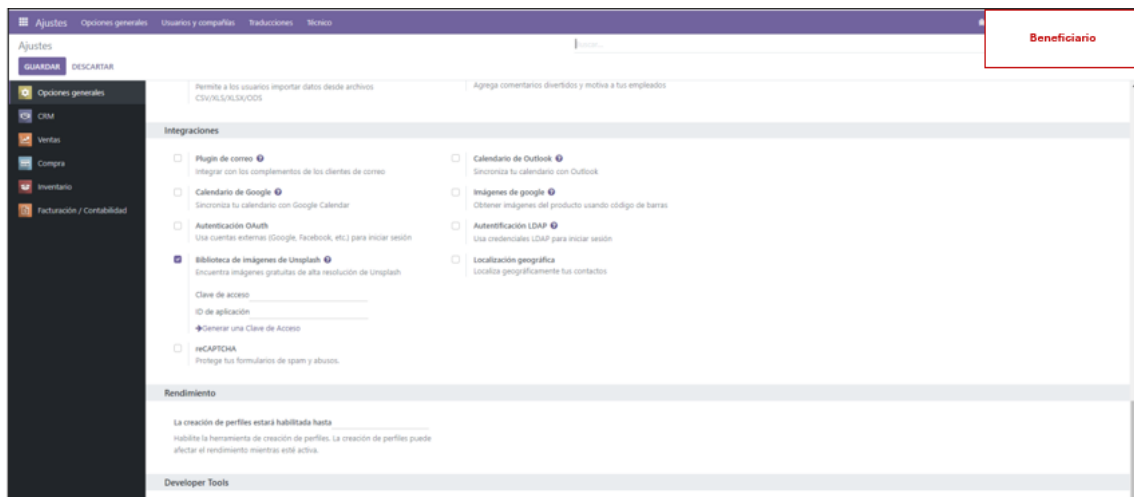 Ajustes Opciones generales Usuarios y compañías Traducciones Técnico
Beneficiario
Ajustes
Buscar...
GUARDAR DESCARTAR
Opciones generales
CRM
Ventas
Compra
Inventario
Facturación / Contabilidad
Permite a los usuarios importar datos desde archivos
CSV/XLS/XLSX/ODS
Agrega comentarios divertidos y motiva a tus empleados
Integraciones
Plugin de correo
Integrar con los complementos de los clientes de correo
Calendario de Outlook
Sincroniza tu calendario con Outlook
Calendario de Google
Sincroniza tu calendario con Google Calendar
Imágenes de google
Obtener imágenes del producto usando código de barras
Autenticación OAuth
Usa cuentas externas (Google, Facebook, etc.) para iniciar sesión
Autentificación LDAP
Usa credenciales LDAP para iniciar sesión
Biblioteca de imágenes de Unsplash
Encuentra imágenes gratuitas de alta resolución de Unsplash
Localización geográfica
Localiza geográficamente tus contactos
Clave de acceso
ID de aplicación
Generar una Clave de Acceso
reCAPTCHA
Protege tus formularios de spam y abusos.
Rendimiento
La creación de perfiles estará habilitada hasta
Habilite la herramienta de creación de perfiles. La creación de perfiles puede
afectar el rendimiento mientras esté activa.
Developer Tools